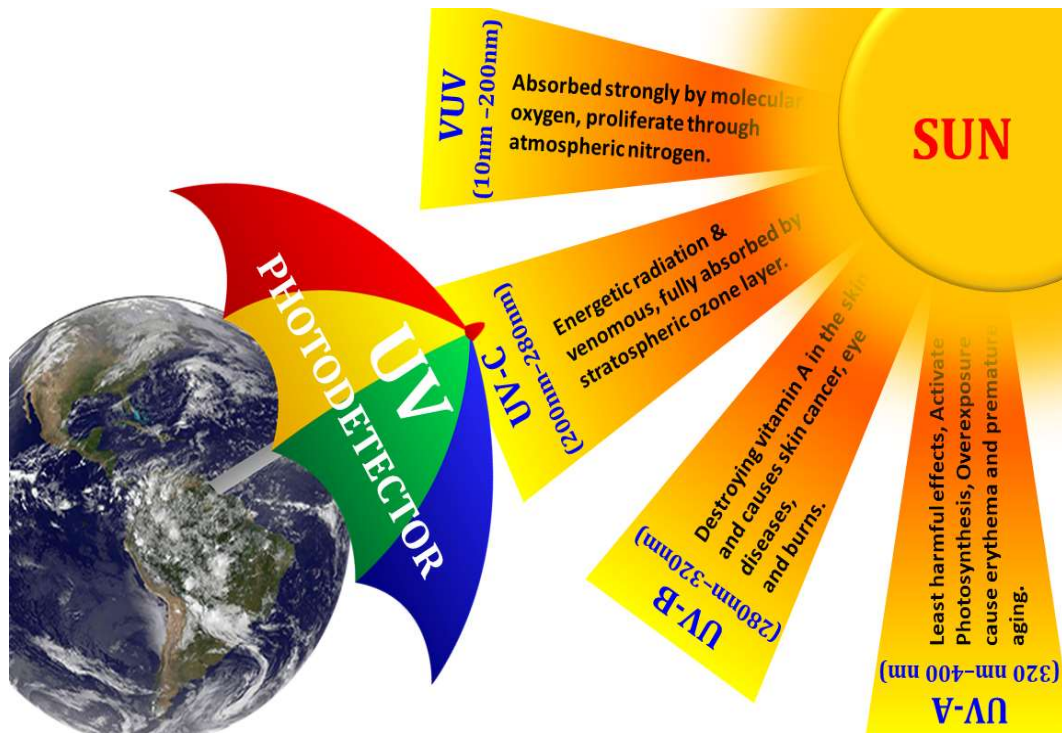 SUN
VUV
(10nm –200nm)
Absorbed strongly by molecular
oxygen, proliferate through
atmospheric nitrogen.
UV-C
(200nm–280nm)
Energetic radiation &
venomous, fully absorbed by
stratospheric ozone layer.
UV-B
(280nm–320nm)
Destroying vitamin A in the skin
and causes skin cancer, eye
diseases,
and burns.
UV-A
(320 nm–400 nm)
Least harmful effects, Activate
Photosynthesis, Overexposure
cause erythema and premature
aging.
UV
PHOTODETECTOR